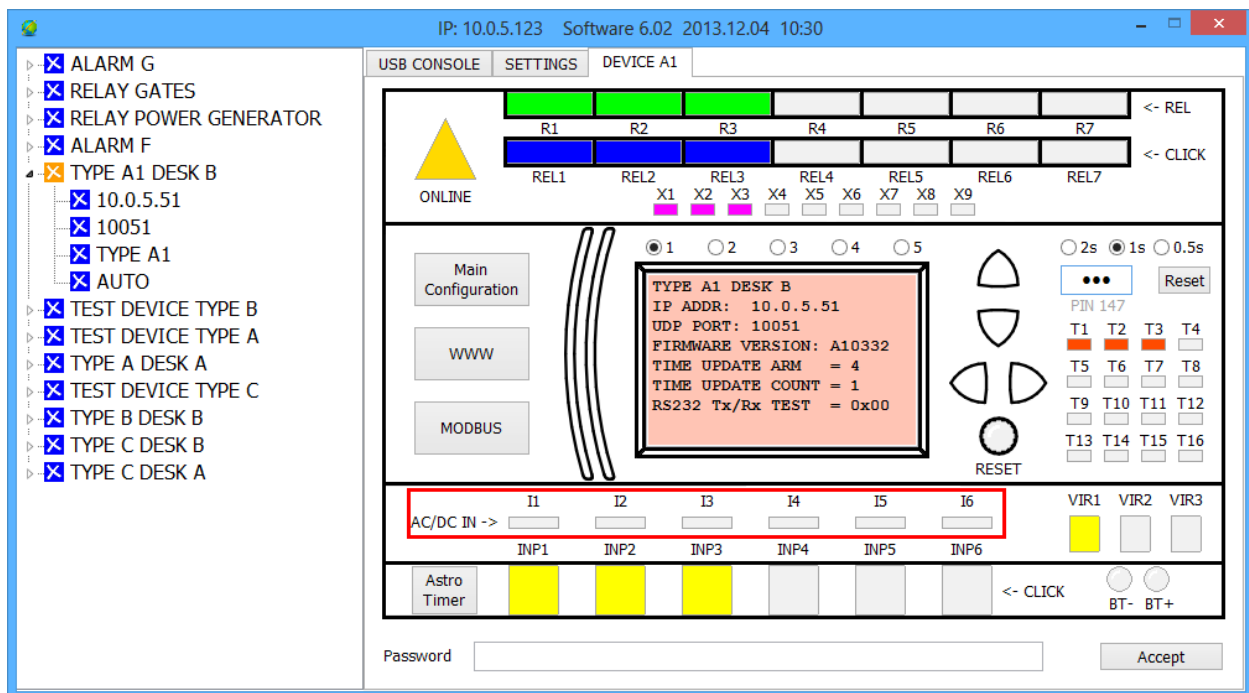 IP: 10.0.5.123 Software 6.02 2013.12.04 10:30
ALARM G
RELAY GATES
RELAY POWER GENERATOR
ALARM F
TYPE A1 DESK B
10.0.5.51
10051
TYPE A1
AUTO
TEST DEVICE TYPE B
TEST DEVICE TYPE A
TYPE A DESK A
TEST DEVICE TYPE C
TYPE B DESK B
TYPE C DESK B
TYPE C DESK A
USB CONSOLE SETTINGS DEVICE A1
<- REL
R1 R2 R3 R4 R5 R6 R7
<- CLICK
REL1 REL2 REL3 REL4 REL5 REL6 REL7
ONLINE
X1 X2 X3 X4 X5 X6 X7 X8 X9
1 2 3 4 5
2s 1s 0.5s
Main
Configuration
WWW
MODBUS
TYPE A1 DESK B
IP ADDR: 10.0.5.51
UDP PORT: 10051
FIRMWARE VERSION: A10332
TIME UPDATE ARM = 4
TIME UPDATE COUNT = 1
RS232 Tx/Rx TEST = 0x00
RESET
Reset
PIN 147
T1 T2 T3 T4
T5 T6 T7 T8
T9 T10 T11 T12
T13 T14 T15 T16
I1 I2 I3 I4 I5 I6
AC/DC IN ->
VIR1 VIR2 VIR3
INP1 INP2 INP3 INP4 INP5 INP6
Astro
Timer
<- CLICK
BT- BT+
Password
Accept